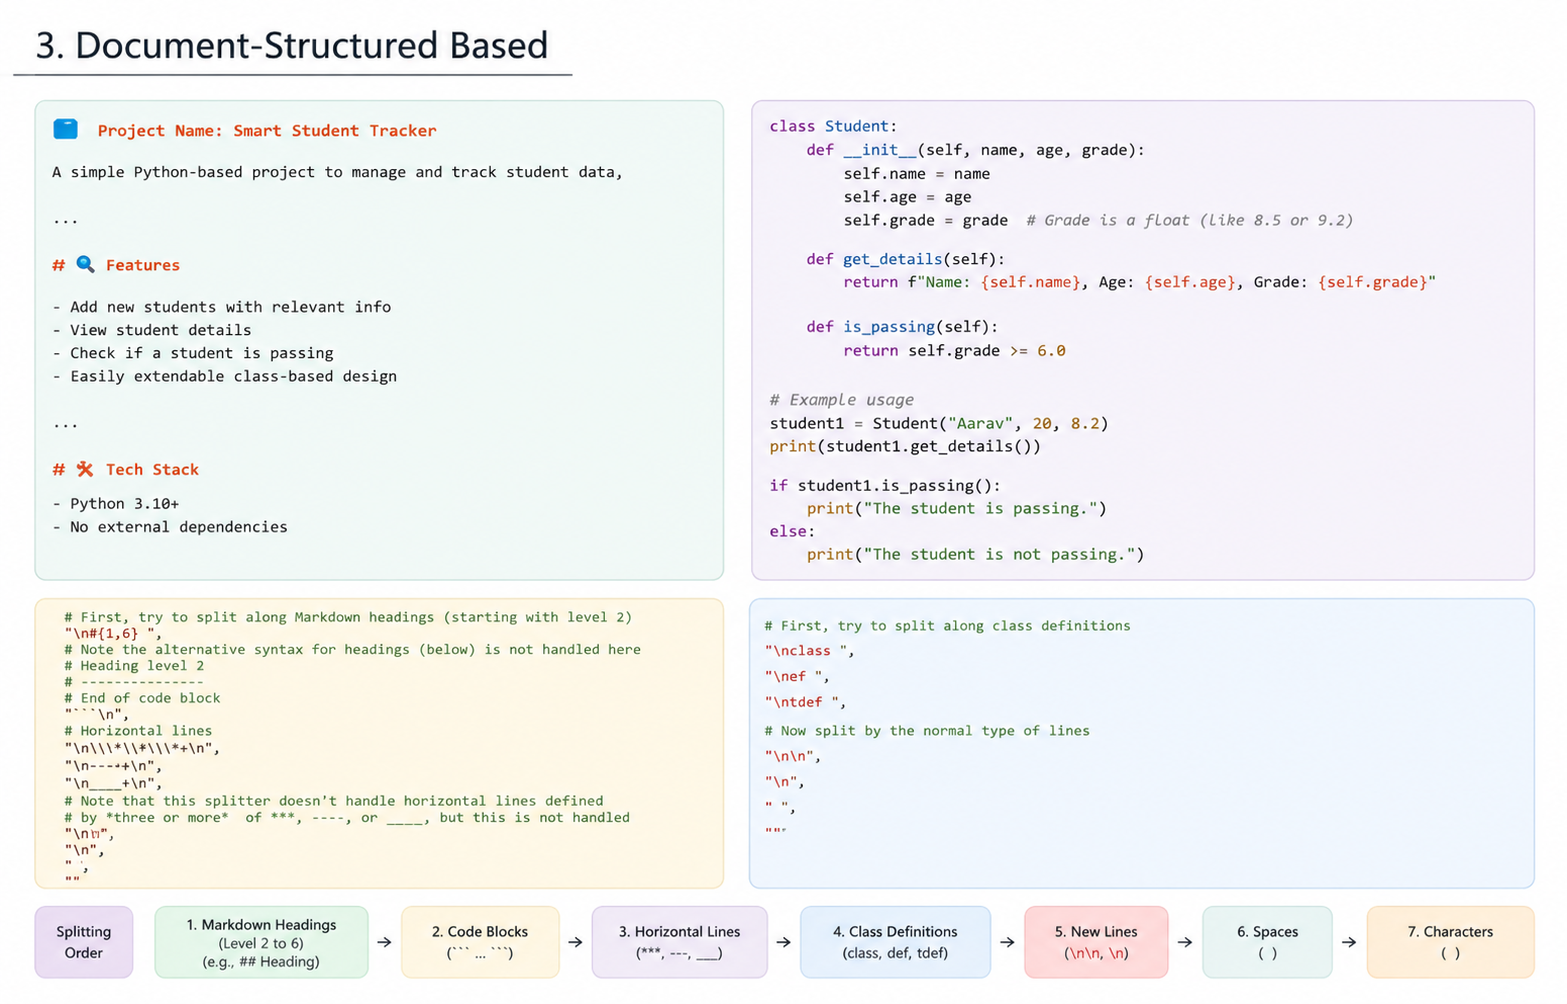 3. Document-Structured Based
Project Name: Smart Student Tracker
A simple Python-based project to manage and track student data,
...
# Features
- Add new students with relevant info
- View student details
- Check if a student is passing
- Easily extendable class-based design
...
# Tech Stack
- Python 3.10+
- No external dependencies
class Student:
    def __init__(self, name, age, grade):
        self.name = name
        self.age = age
        self.grade = grade  # Grade is a float (like 8.5 or 9.2)
    def get_details(self):
        return f"Name: {self.name}, Age: {self.age}, Grade: {self.grade}"
    def is_passing(self):
        return self.grade >= 6.0
# Example usage
student1 = Student("Aarav", 20, 8.2)
print(student1.get_details())
if student1.is_passing():
    print("The student is passing.")
else:
    print("The student is not passing.")
# First, try to split along Markdown headings (starting with level 2)
"\n#{1,6} ",
# Note the alternative syntax for headings (below) is not handled here
# Heading level 2
# ---------------
# End of code block
"```\n",
# Horizontal lines
"\n\\\*\\*\\\*+\n",
"\n----+\n",
"\n____+\n",
# Note that this splitter doesn't handle horizontal lines defined
# by *three or more*  of ***, ----, or ____, but this is not handled
"\n",
" ",
""
# First, try to split along class definitions
"\nclass ",
"\nef ",
"\ntdef ",
# Now split by the normal type of lines
"\n\n",
"\n",
" ",
""
Splitting
Order
1. Markdown Headings
(Level 2 to 6)
(e.g., ## Heading)
→
2. Code Blocks
(``` ... ```)
→
3. Horizontal Lines
(***, ---, ___)
→
4. Class Definitions
(class, def, tdef)
→
5. New Lines
(\n\n, \n)
→
6. Spaces
( )
→
7. Characters
( )